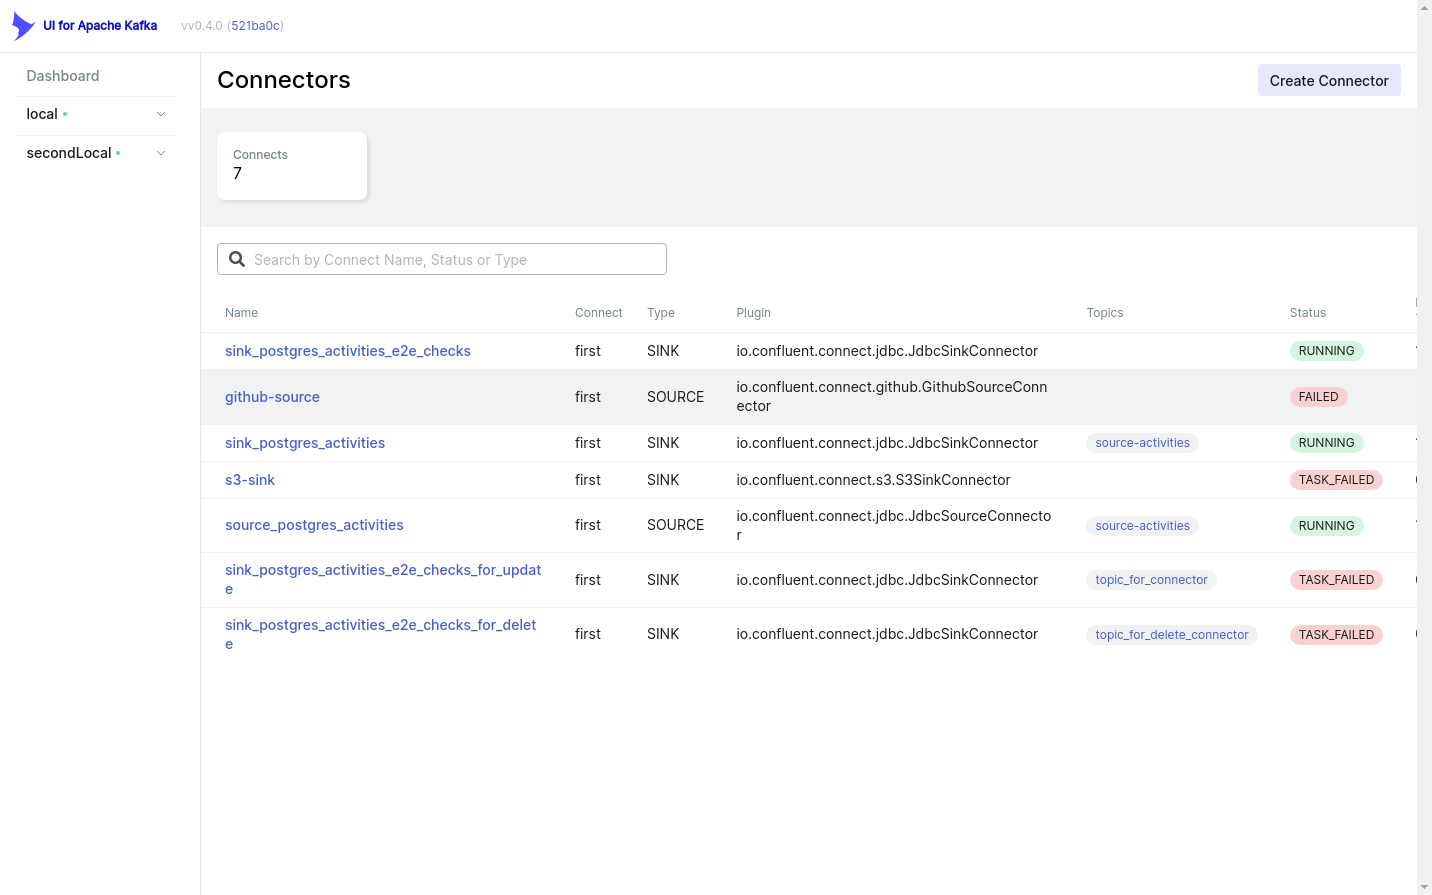 UI for Apache Kafka vv0.4.0 (521ba0c)
Dashboard
local
secondLocal
Connectors
Create Connector
Connects
7
Search by Connect Name, Status or Type
Name Connect Type Plugin Topics Status
sink_postgres_activities_e2e_checks first SINK io.confluent.connect.jdbc.JdbcSinkConnector RUNNING
github-source first SOURCE io.confluent.connect.github.GithubSourceConn
ector FAILED
sink_postgres_activities first SINK io.confluent.connect.jdbc.JdbcSinkConnector source-activities RUNNING
s3-sink first SINK io.confluent.connect.s3.S3SinkConnector TASK_FAILED
source_postgres_activities first SOURCE io.confluent.connect.jdbc.JdbcSourceConnecto
r source-activities RUNNING
sink_postgres_activities_e2e_checks_for_updat
e first SINK io.confluent.connect.jdbc.JdbcSinkConnector topic_for_connector TASK_FAILED
sink_postgres_activities_e2e_checks_for_delet
e first SINK io.confluent.connect.jdbc.JdbcSinkConnector topic_for_delete_connector TASK_FAILED